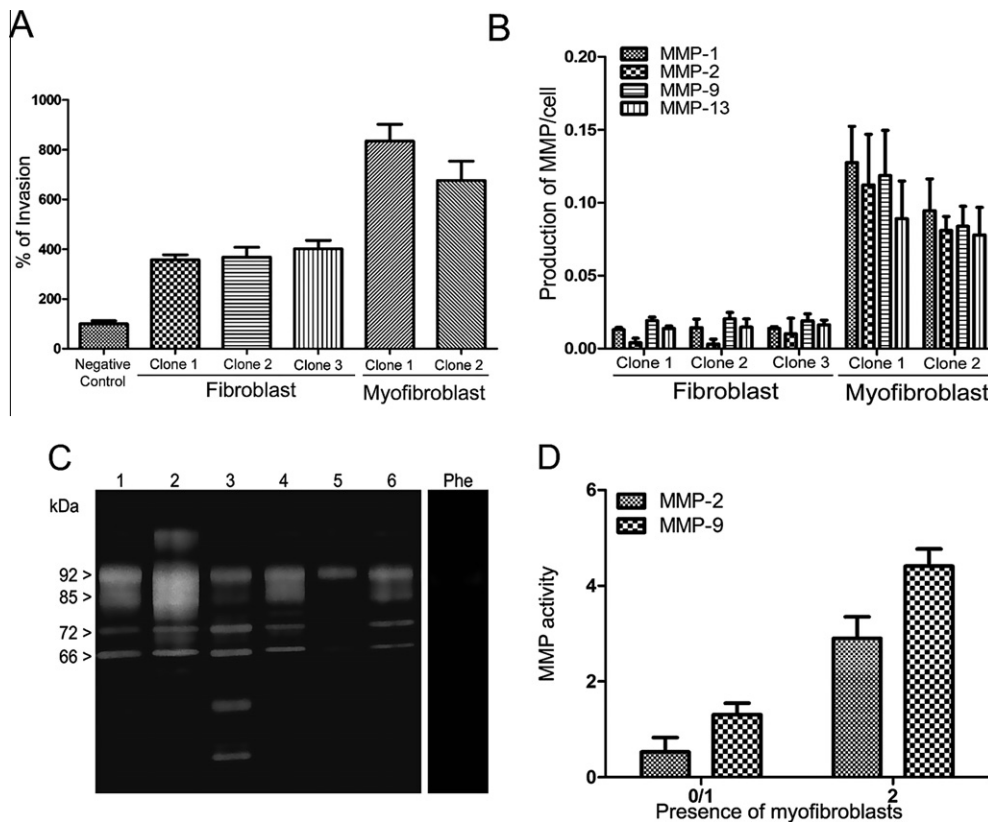 A
% of Invasion
1000
800
600
400
200
0
Negative Control
Clone 1
Clone 2
Clone 3
Clone 1
Clone 2
Fibroblast
Myofibroblast
B
MMP-1
MMP-2
MMP-9
MMP-13
Production of MMP/cell
0.20
0.15
0.10
0.05
0.00
Clone 1
Clone 2
Clone 3
Clone 1
Clone 2
Fibroblast
Myofibroblast
C
1 2 3 4 5 6 Phe
kDa
92 >
85 >
72 >
66 >
D
MMP-2
MMP-9
MMP activity
6
4
2
0
0/1
2
Presence of myofibroblasts